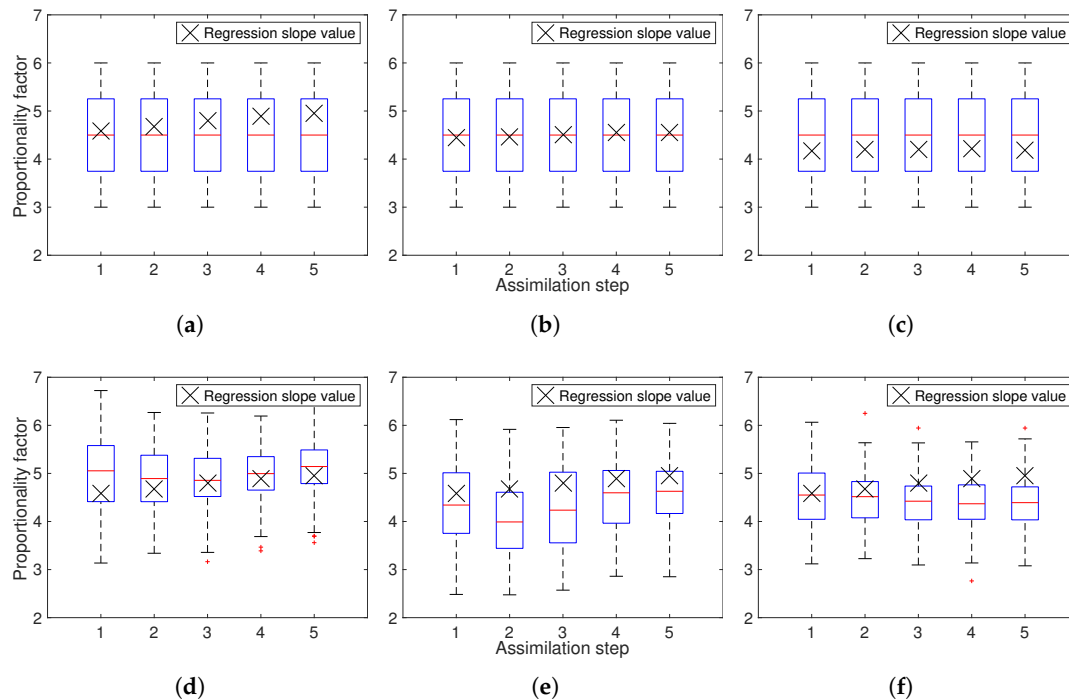 7
6
5
4
3
2
Proportionality factor
Regression slope value
1 2 3 4 5
(a)
7
6
5
4
3
2
Regression slope value
1 2 3 4 5
Assimilation step
(b)
7
6
5
4
3
2
Regression slope value
1 2 3 4 5
(c)
7
6
5
4
3
2
Proportionality factor
Regression slope value
1 2 3 4 5
(d)
7
6
5
4
3
2
Regression slope value
1 2 3 4 5
Assimilation step
(e)
7
6
5
4
3
2
Regression slope value
1 2 3 4 5
(f)